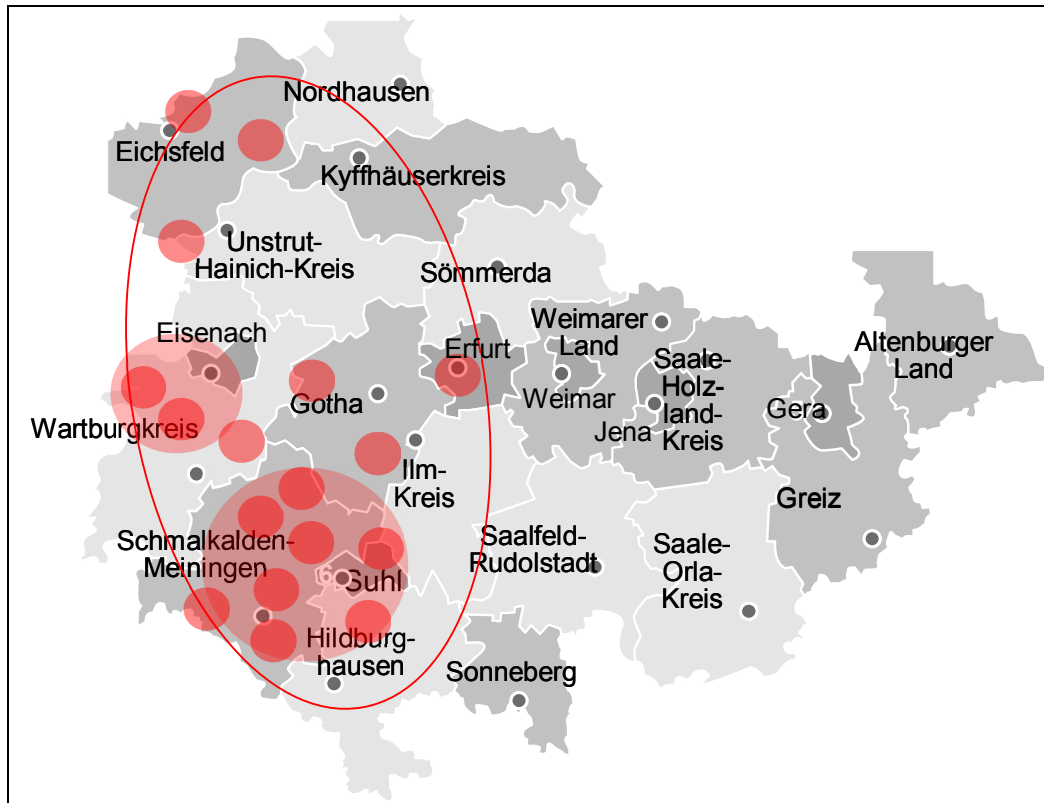 Nordhausen
Eichsfeld
Kyffhäuserkreis
Unstrut-
Hainich-Kreis
Sömmerda
Eisenach
Erfurt
Weimarer
Land
Altenburger
Land
Saale-
Holz-
land-
Kreis
Gotha
Weimar
Jena
Gera
Wartburgkreis
Ilm-
Kreis
Greiz
Schmalkalden-
Meiningen
6
Suhl
Saalfeld-
Rudolstadt
Saale-
Orla-
Kreis
Hildburg-
hausen
Sonneberg